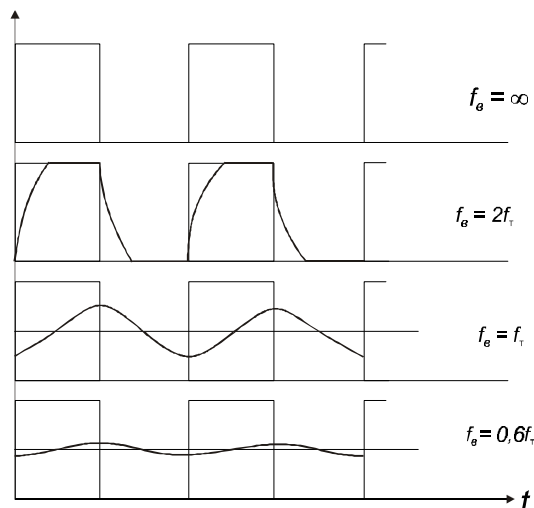 fв = ∞
fв = 2fт
fв = fт
fв = 0,6fт
t